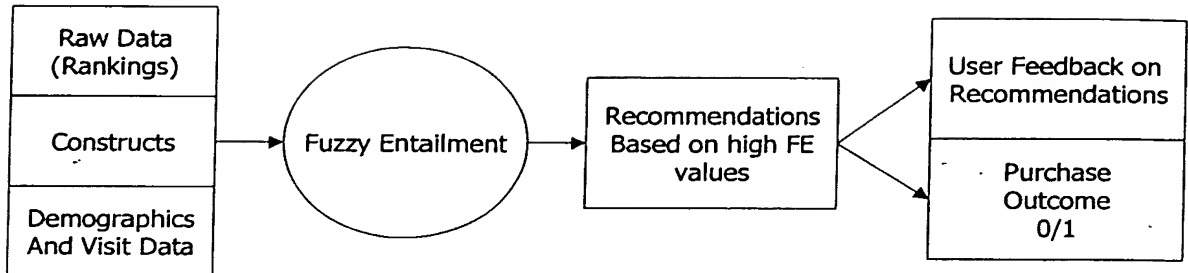 Raw Data
(Rankings)
Constructs
Demographics
And Visit Data
Fuzzy Entailment
Recommendations
Based on high FE
values
User Feedback on
Recommendations
Purchase
Outcome
0/1